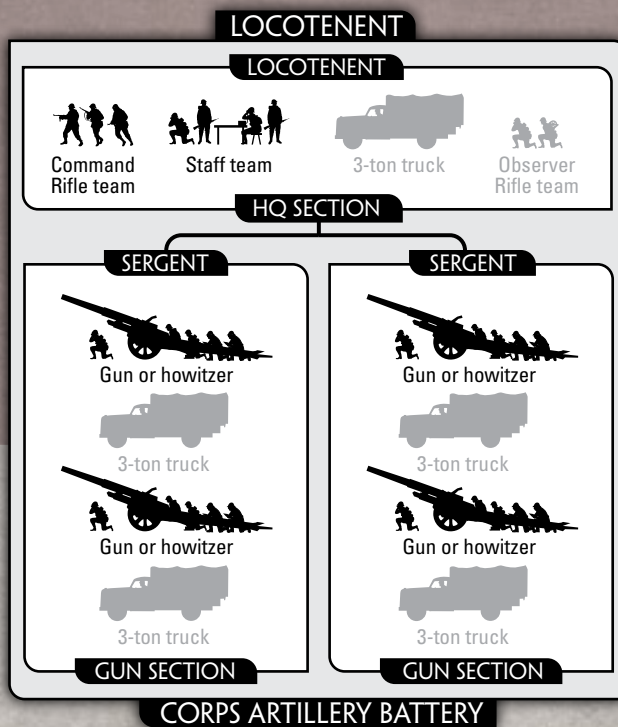 LOCOTENENT
LOCOTENENT
Command
Rifle team
Staff team
3-ton truck
Observer
Rifle team
HQ SECTION
SERGENT
Gun or howitzer
3-ton truck
Gun or howitzer
3-ton truck
GUN SECTION
SERGENT
Gun or howitzer
3-ton truck
Gun or howitzer
3-ton truck
GUN SECTION
CORPS ARTILLERY BATTERY